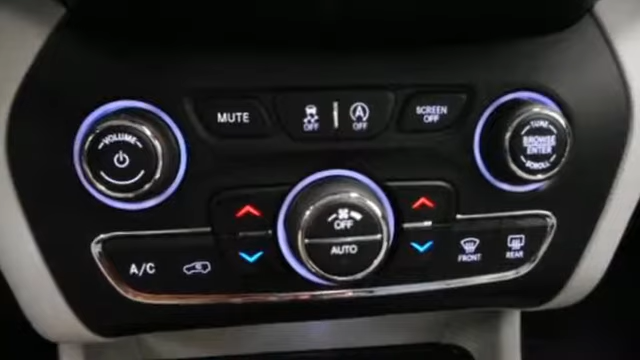 VOLUME
MUTE
OFF
A
OFF
SCREEN
OFF
TUNE
BROWSE
ENTER
SCROLL
OFF
AUTO
A/C
FRONT
REAR